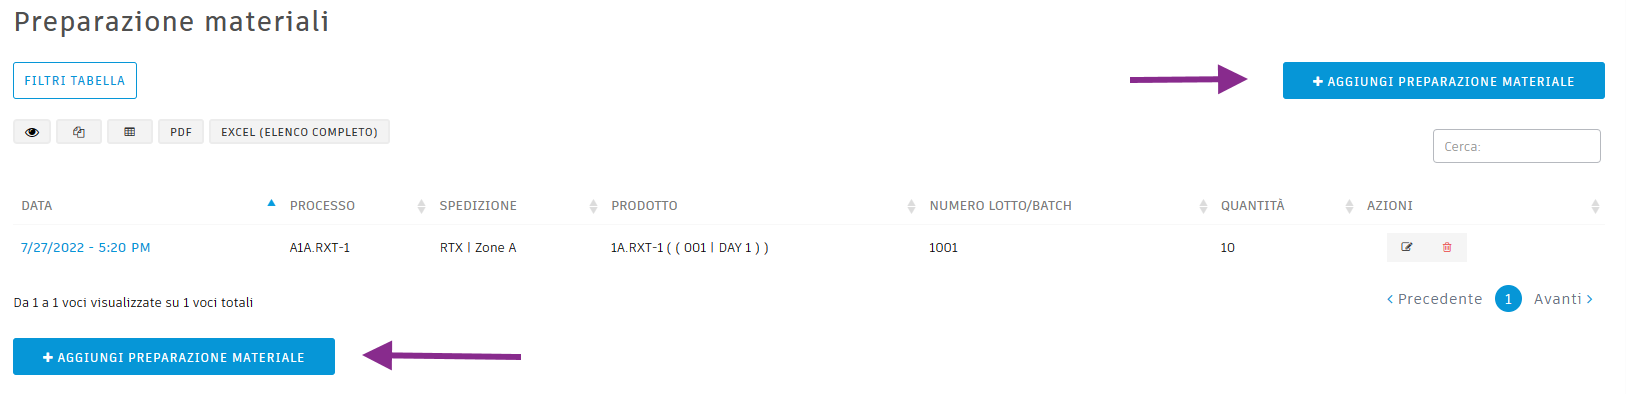 Preparazione materiali
FILTRI TABELLA
AGGIUNGI PREPARAZIONE MATERIALE
PDF EXCEL (ELENCO COMPLETO)
Cerca:
DATA PROCESSO SPEDIZIONE PRODOTTO NUMERO LOTTO/BATCH QUANTITÀ AZIONI
7/27/2022 - 5:20 PM A1A.RXT-1 RTX | Zone A 1A.RXT-1 ( ( 001 | DAY 1 ) ) 1001 10
Da 1 a 1 voci visualizzate su 1 voci totali
Precedente 1 Avanti
AGGIUNGI PREPARAZIONE MATERIALE